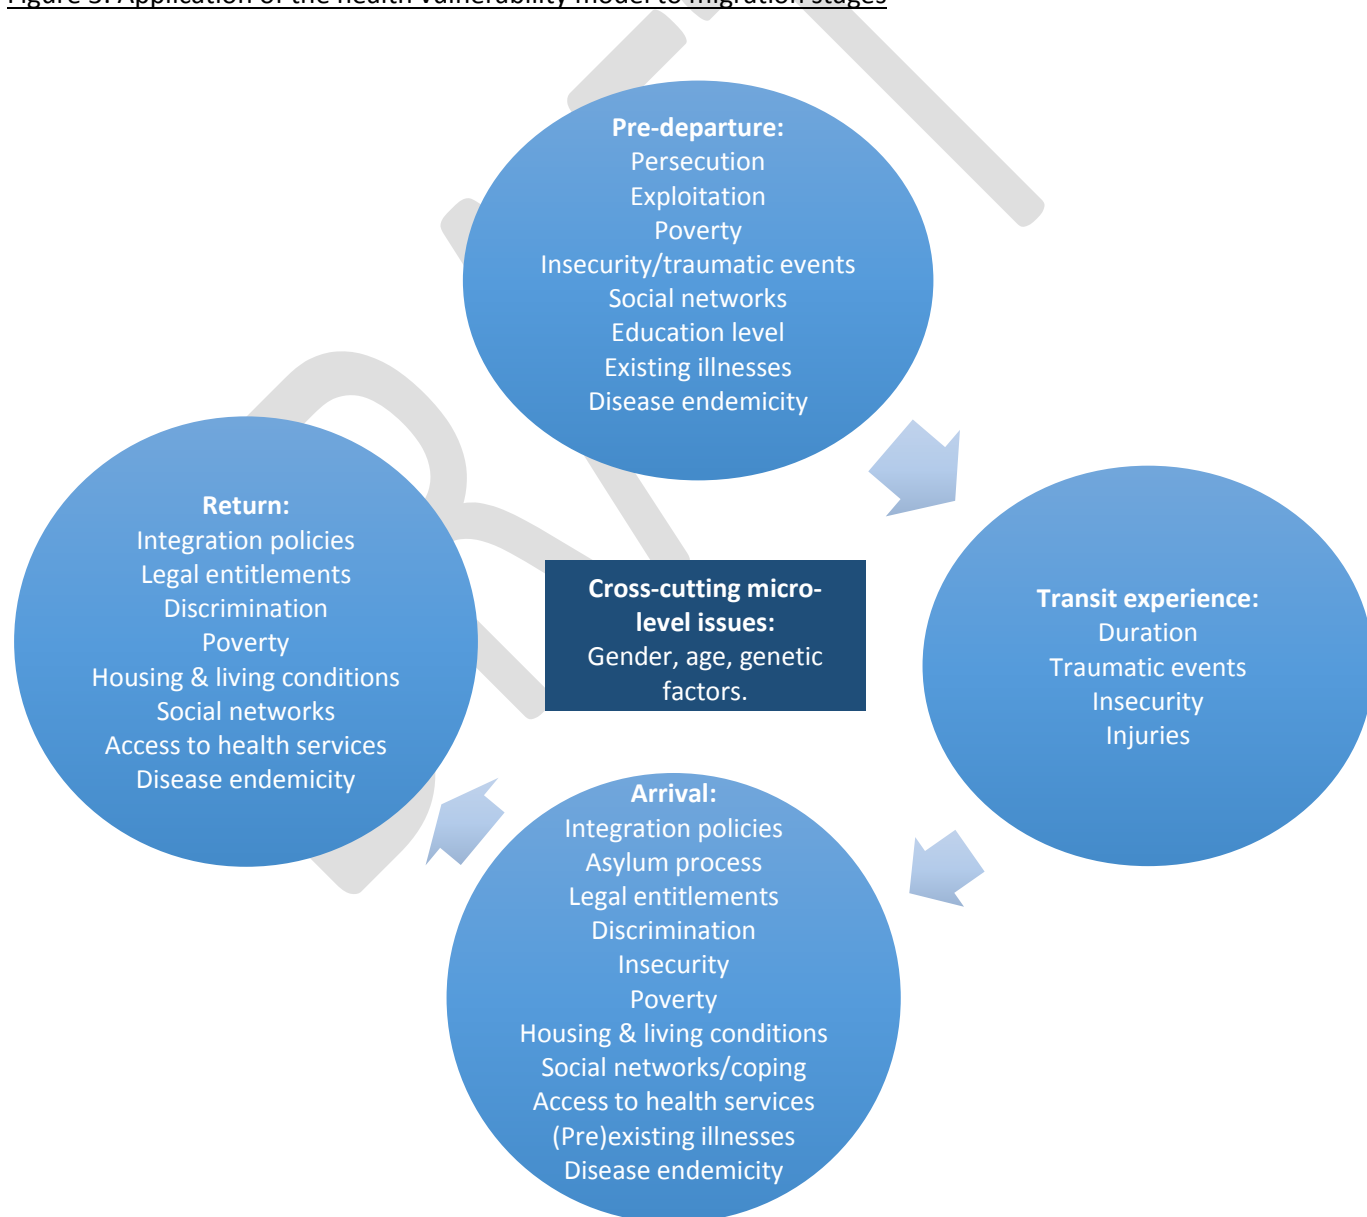 Figure 3: Application of the health vulnerability model to migration stages
Pre-departure:
Persecution
Exploitation
Poverty
Insecurity/traumatic events
Social networks
Education level
Existing illnesses
Disease endemicity
Transit experience:
Duration
Traumatic events
Insecurity
Injuries
Cross-cutting micro-
level issues:
Gender, age, genetic
factors.
Arrival:
Integration policies
Asylum process
Legal entitlements
Discrimination
Insecurity
Poverty
Housing & living conditions
Social networks/coping
Access to health services
(Pre)existing illnesses
Disease endemicity
Return:
Integration policies
Legal entitlements
Discrimination
Poverty
Housing & living conditions
Social networks
Access to health services
Disease endemicity